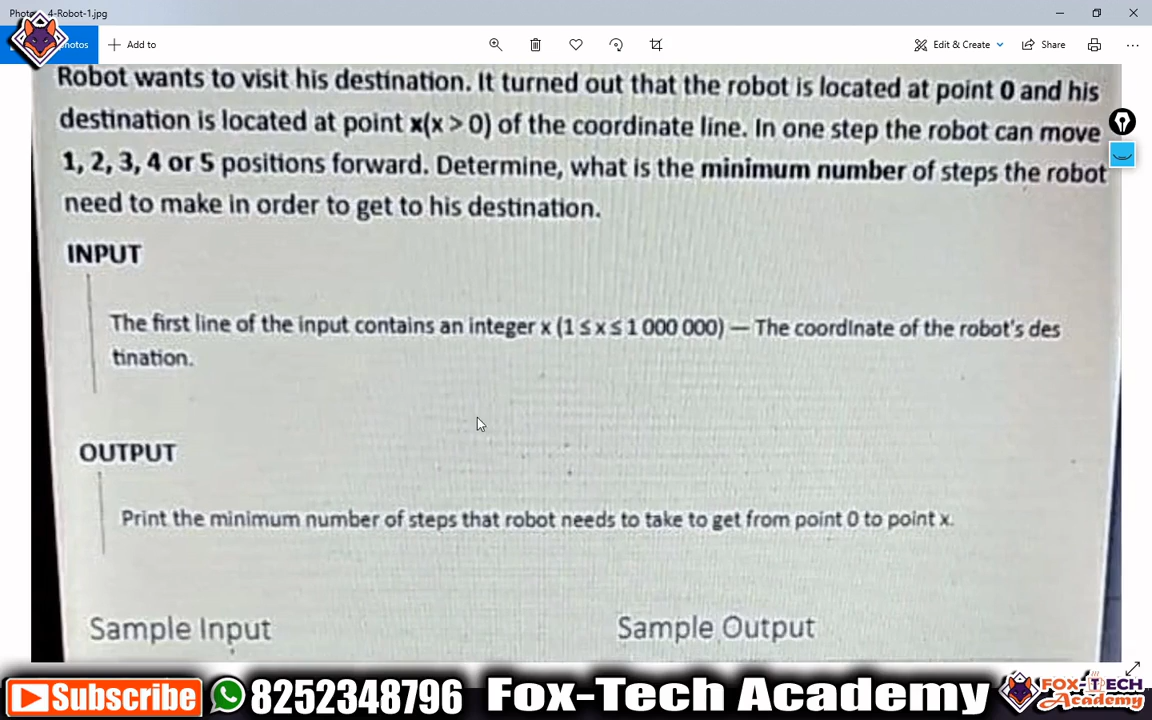 Photos - 4-Robot-1.jpg
Photos
Add to
Edit & Create
Share
Robot wants to visit his destination. It turned out that the robot is located at point 0 and his
destination is located at point x(x > 0) of the coordinate line. In one step the robot can move
1, 2, 3, 4 or 5 positions forward. Determine, what is the minimum number of steps the robot
need to make in order to get to his destination.
INPUT
The first line of the input contains an integer x (1 ≤ x ≤ 1 000 000) — The coordinate of the robot's des
tination.
OUTPUT
Print the minimum number of steps that robot needs to take to get from point 0 to point x.
Sample Input
Sample Output
Subscribe
8252348796
Fox-Tech Academy
FOX-TECH
ACADEMY